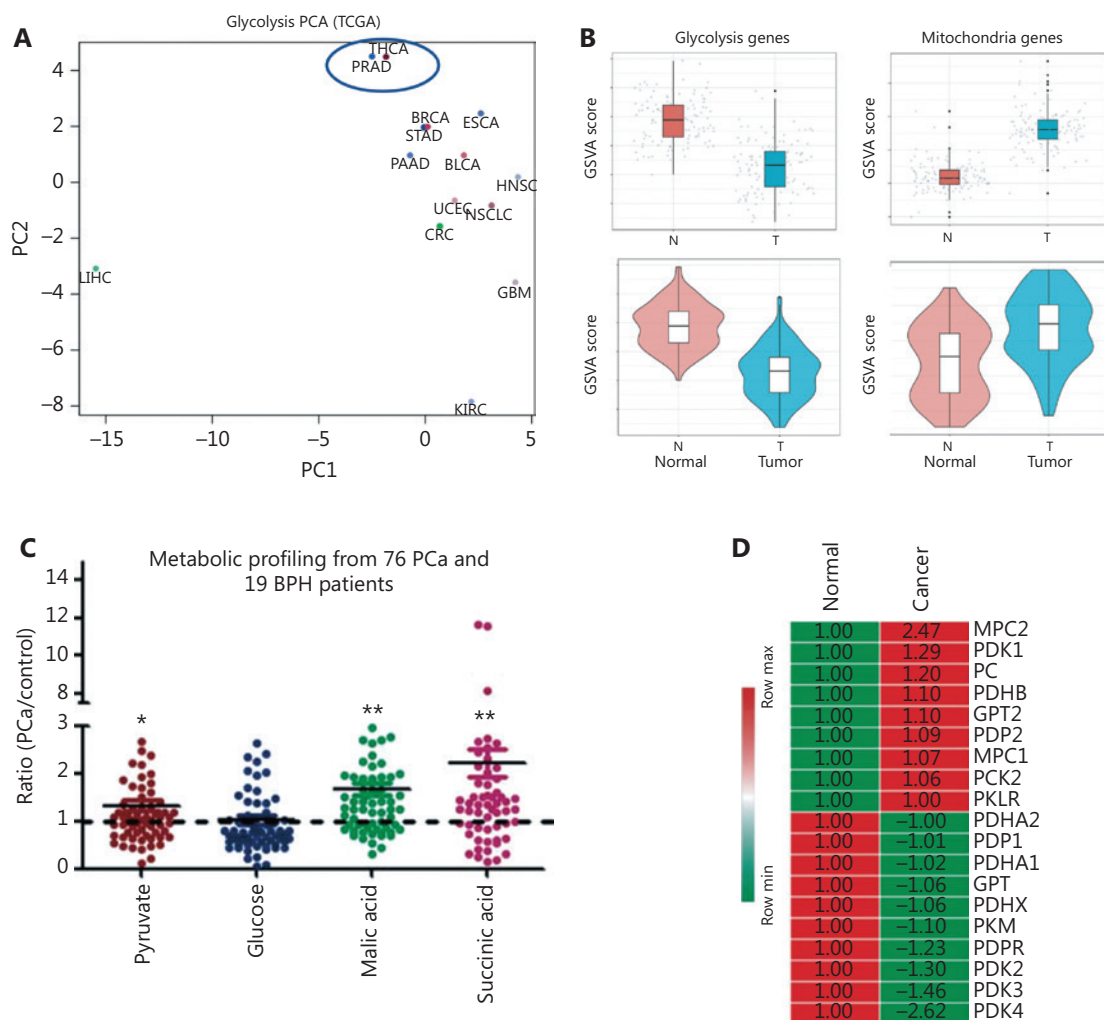 A
Glycolysis PCA (TCGA)
4
2
0
−2
−4
−6
−8
PC2
THCA
PRAD
BRCA
STAD
ESCA
PAAD
BLCA
HNSC
UCEC
NSCLC
CRC
LIHC
GBM
KIRC
−15
−10
−5
0
5
PC1
B
Glycolysis genes
Mitochondria genes
GSVA score
GSVA score
N
T
N
T
GSVA score
GSVA score
N
T
N
T
Normal
Tumor
Normal
Tumor
C
Metabolic profiling from 76 PCa and
19 BPH patients
Ratio (PCa/control)
14
12
10
8
3
2
1
0
*
**
**
Pyruvate
Glucose
Malic acid
Succinic acid
D
Normal
Cancer
Row max
Row min
1.00 2.47 MPC2
1.00 1.29 PDK1
1.00 1.20 PC
1.00 1.10 PDHB
1.00 1.10 GPT2
1.00 1.09 PDP2
1.00 1.07 MPC1
1.00 1.06 PCK2
1.00 1.00 PKLR
1.00 −1.00 PDHA2
1.00 −1.01 PDP1
1.00 −1.02 PDHA1
1.00 −1.06 GPT
1.00 −1.06 PDHX
1.00 −1.10 PKM
1.00 −1.23 PDPR
1.00 −1.30 PDK2
1.00 −1.46 PDK3
1.00 −2.62 PDK4